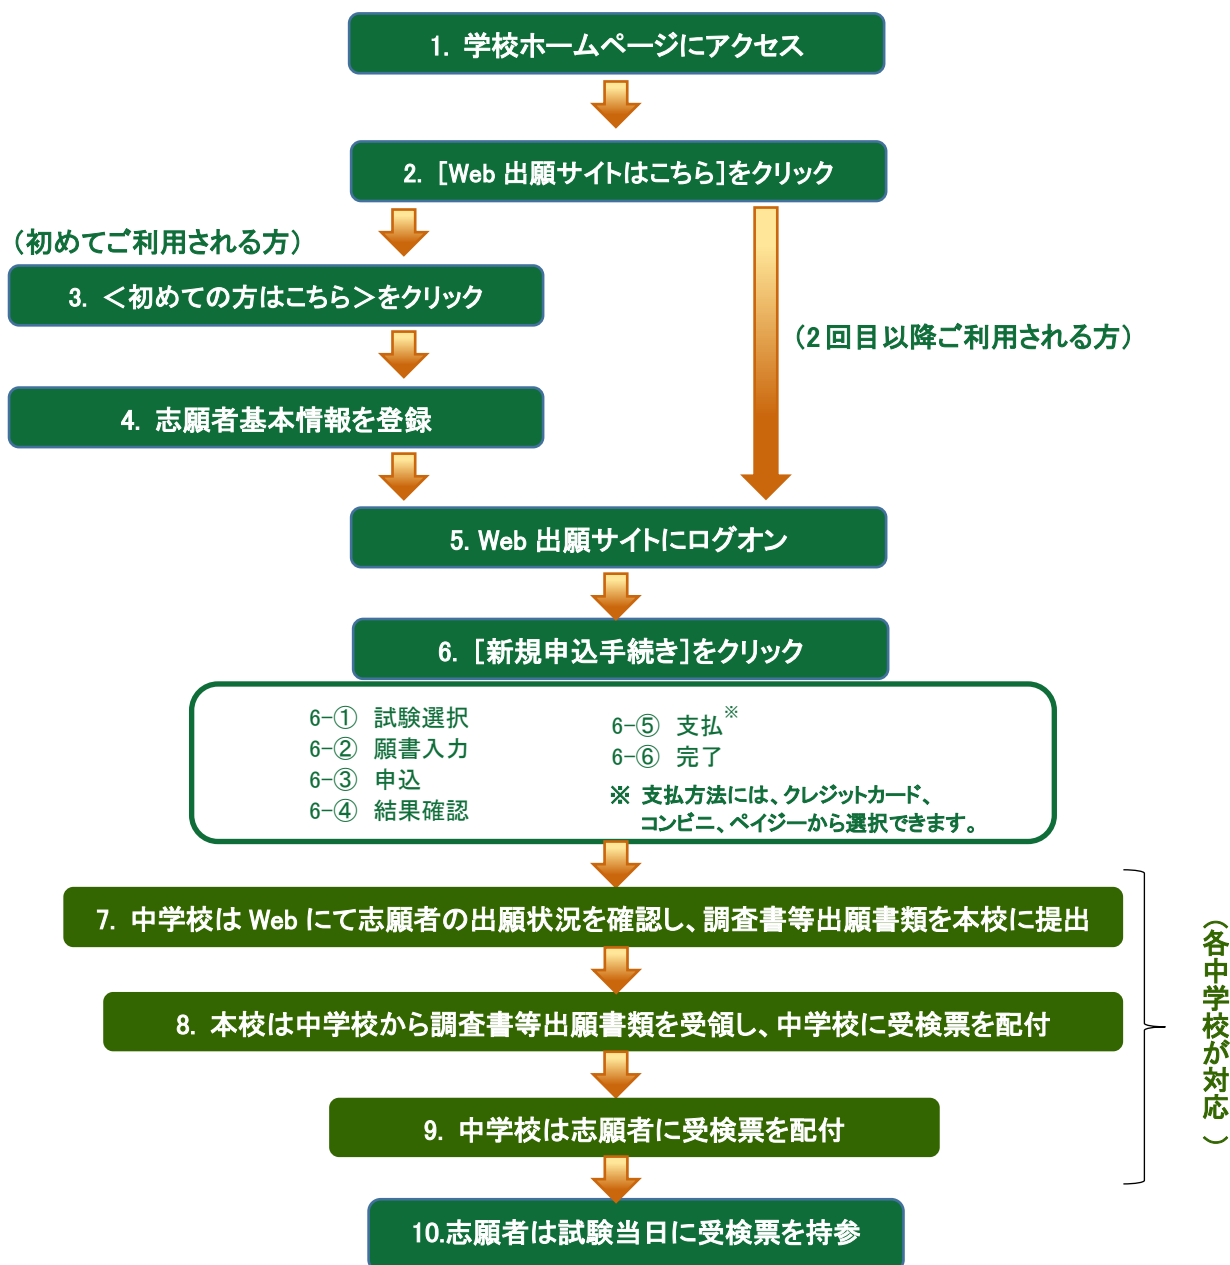 1. 学校ホームページにアクセス
2. [Web 出願サイトはこちら]をクリック
(初めてご利用される方)
3. <初めての方はこちら>をクリック
(2回目以降ご利用される方)
4. 志願者基本情報を登録
5. Web 出願サイトにログオン
6. [新規申込手続き]をクリック
6-① 試験選択
6-② 願書入力
6-③ 申込
6-④ 結果確認
6-⑤ 支払※
6-⑥ 完了
※ 支払方法には、クレジットカード、
コンビニ、ペイジーから選択できます。
7. 中学校は Web にて志願者の出願状況を確認し、調査書等出願書類を本校に提出
8. 本校は中学校から調査書等出願書類を受領し、中学校に受検票を配付
9. 中学校は志願者に受検票を配付
(各中学校が対応)
10.志願者は試験当日に受検票を持参